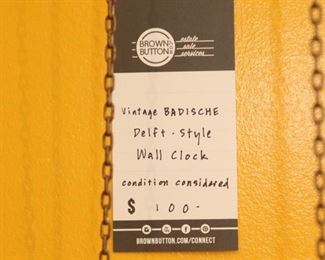 BROWN
BUTTON
estate
sale
services
Vintage BADISCHE
Delft-Style
Wall Clock
condition considered
$ 100-
BROWNBUTTON.COM/CONNECT